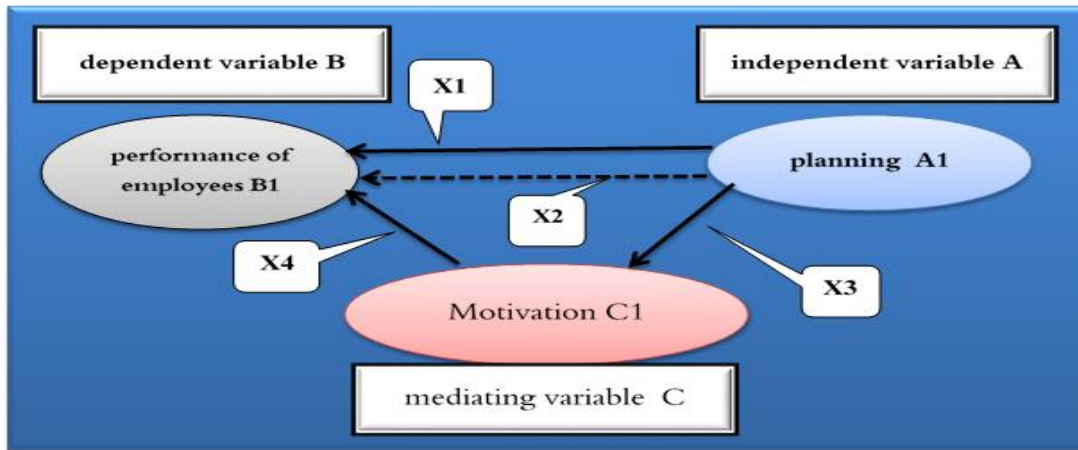 dependent variable B
independent variable A
X1
performance of
employees B1
planning A1
X2
X4
X3
Motivation C1
mediating variable C